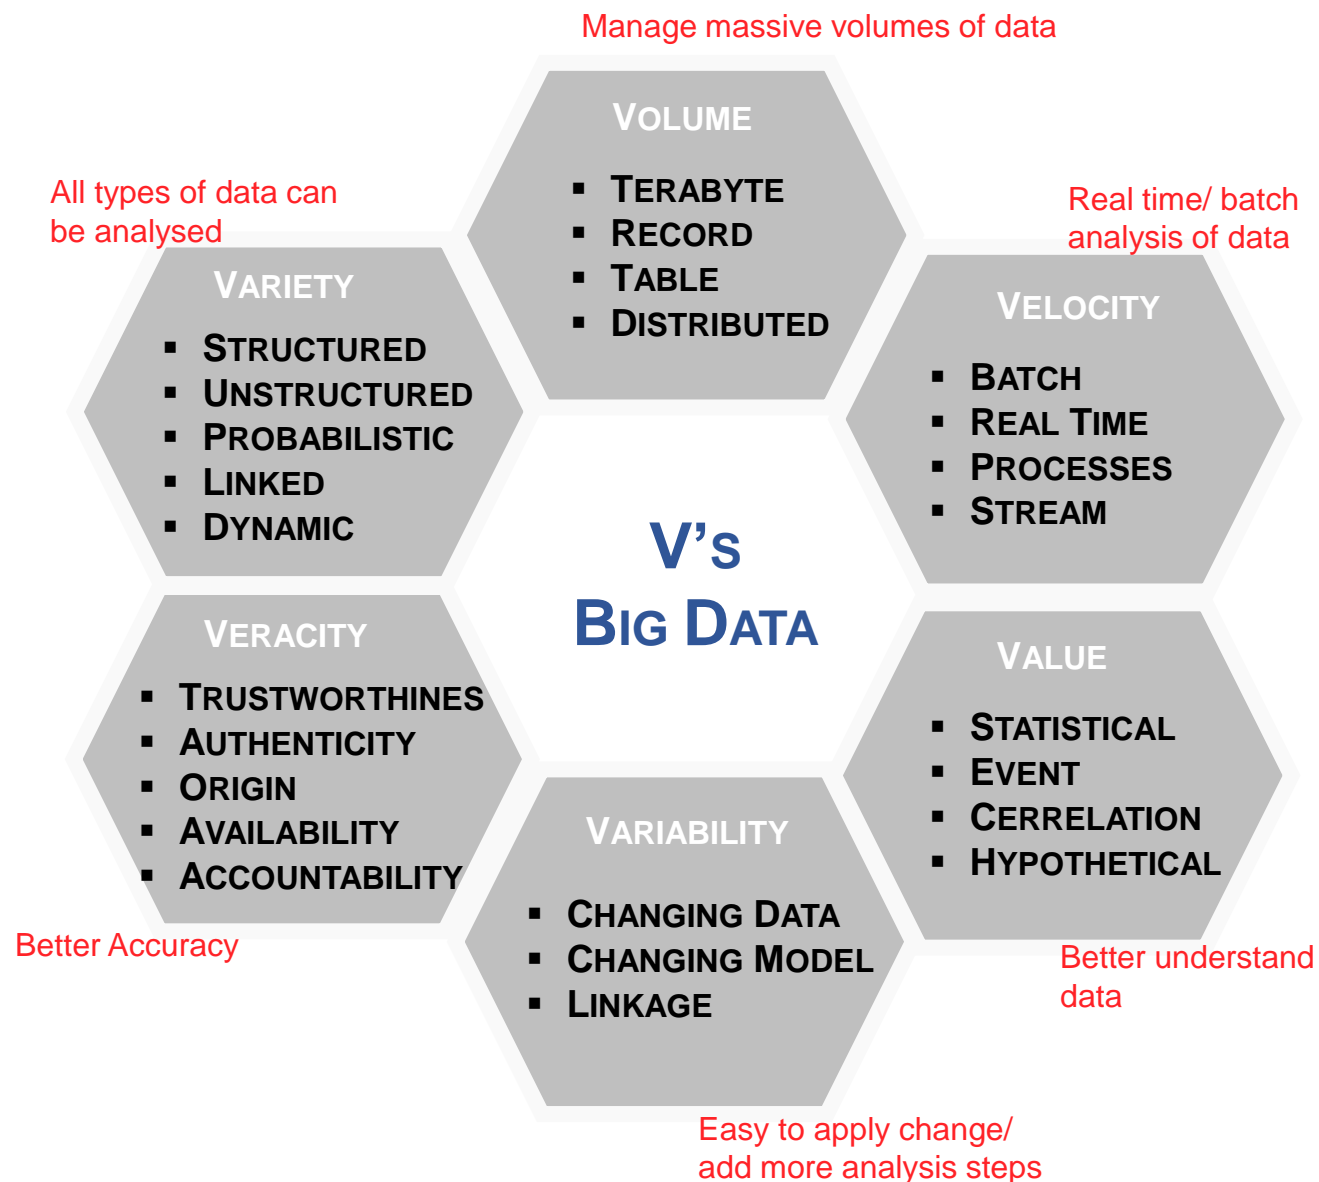 Manage massive volumes of data
VOLUME
▪ TERABYTE
▪ RECORD
▪ TABLE
▪ DISTRIBUTED
All types of data can
be analysed
VARIETY
▪ STRUCTURED
▪ UNSTRUCTURED
▪ PROBABILISTIC
▪ LINKED
▪ DYNAMIC
Real time/ batch
analysis of data
VELOCITY
▪ BATCH
▪ REAL TIME
▪ PROCESSES
▪ STREAM
V’S
BIG DATA
VERACITY
▪ TRUSTWORTHINES
▪ AUTHENTICITY
▪ ORIGIN
▪ AVAILABILITY
▪ ACCOUNTABILITY
Better Accuracy
VALUE
▪ STATISTICAL
▪ EVENT
▪ CERRELATION
▪ HYPOTHETICAL
Better understand
data
VARIABILITY
▪ CHANGING DATA
▪ CHANGING MODEL
▪ LINKAGE
Easy to apply change/
add more analysis steps